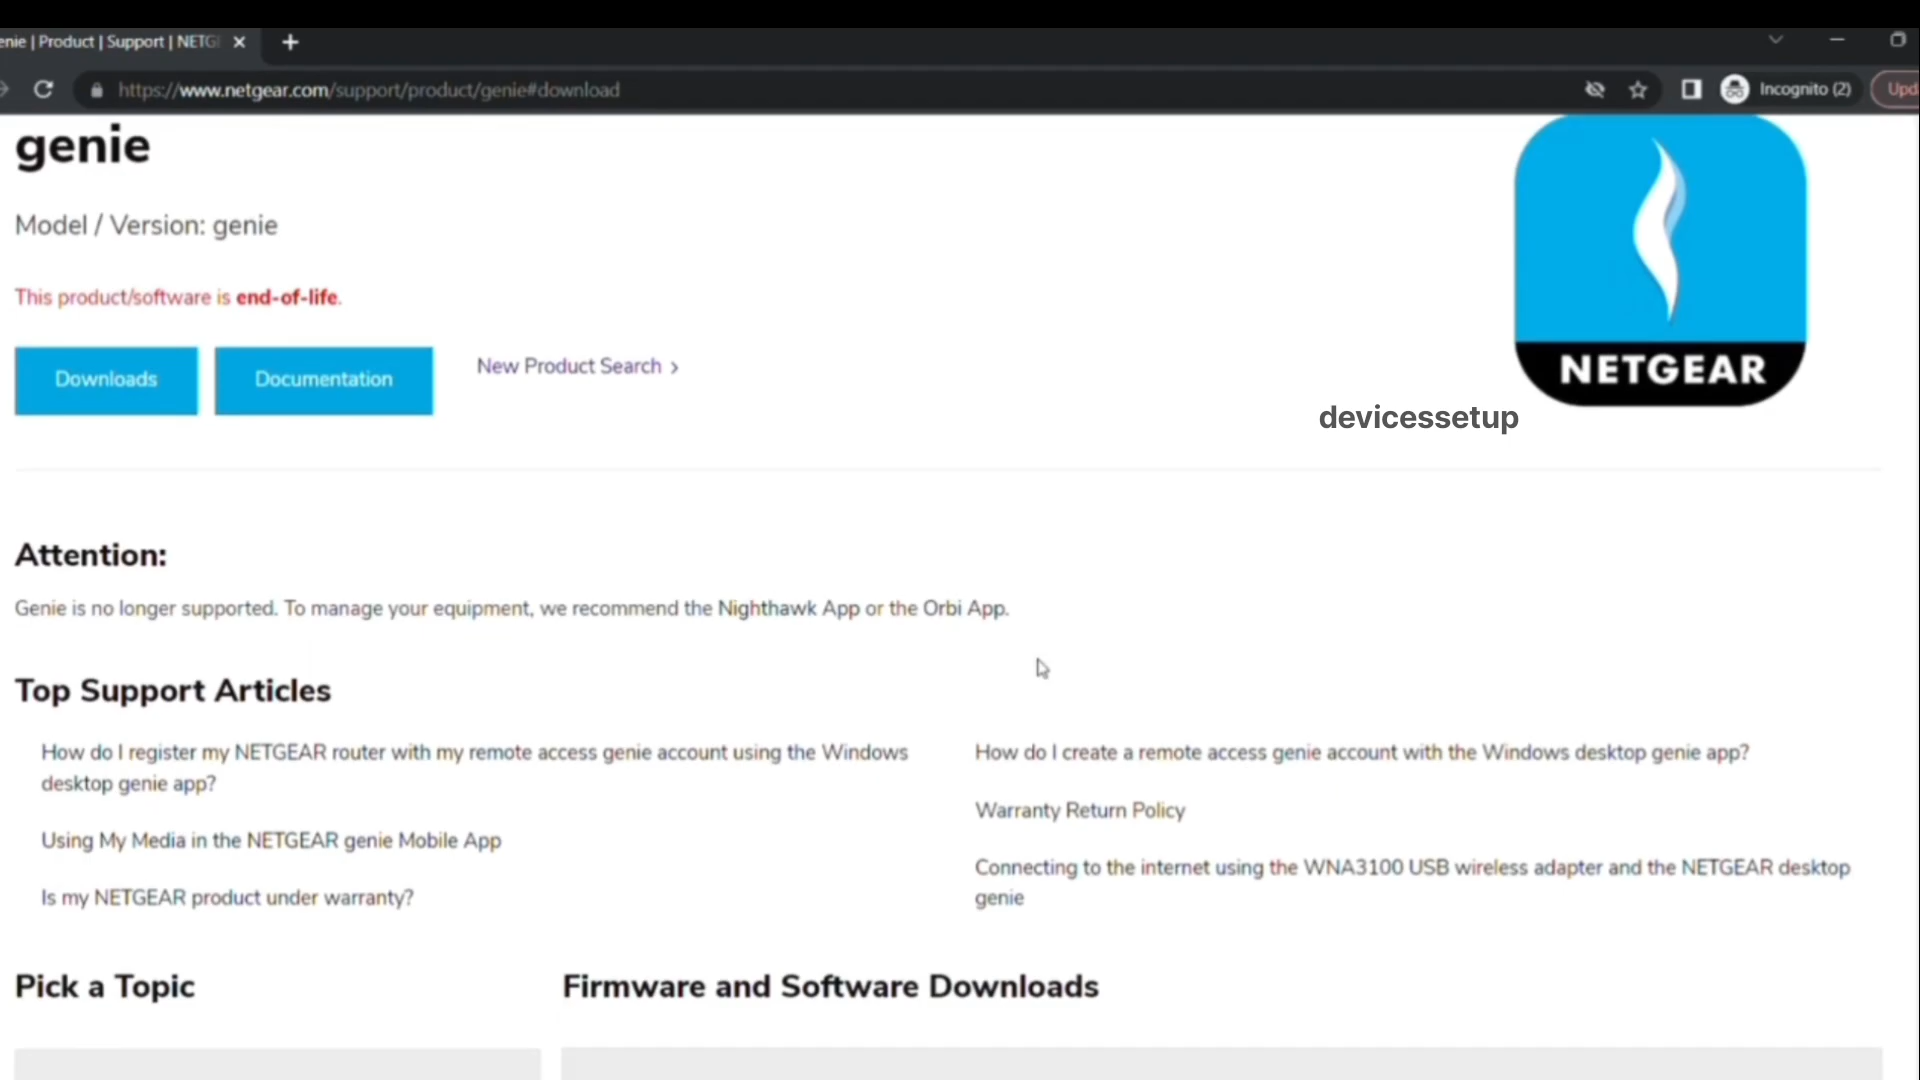 enie | Product | Support | NETG
https://www.netgear.com/support/product/genie#download
Incognito (2)
Upd
genie
Model / Version: genie
This product/software is end-of-life.
Downloads
Documentation
New Product Search >
NETGEAR
devicessetup
Attention:
Genie is no longer supported. To manage your equipment, we recommend the Nighthawk App or the Orbi App.
Top Support Articles
How do I register my NETGEAR router with my remote access genie account using the Windows
desktop genie app?
Using My Media in the NETGEAR genie Mobile App
Is my NETGEAR product under warranty?
How do I create a remote access genie account with the Windows desktop genie app?
Warranty Return Policy
Connecting to the internet using the WNA3100 USB wireless adapter and the NETGEAR desktop
genie
Pick a Topic
Firmware and Software Downloads